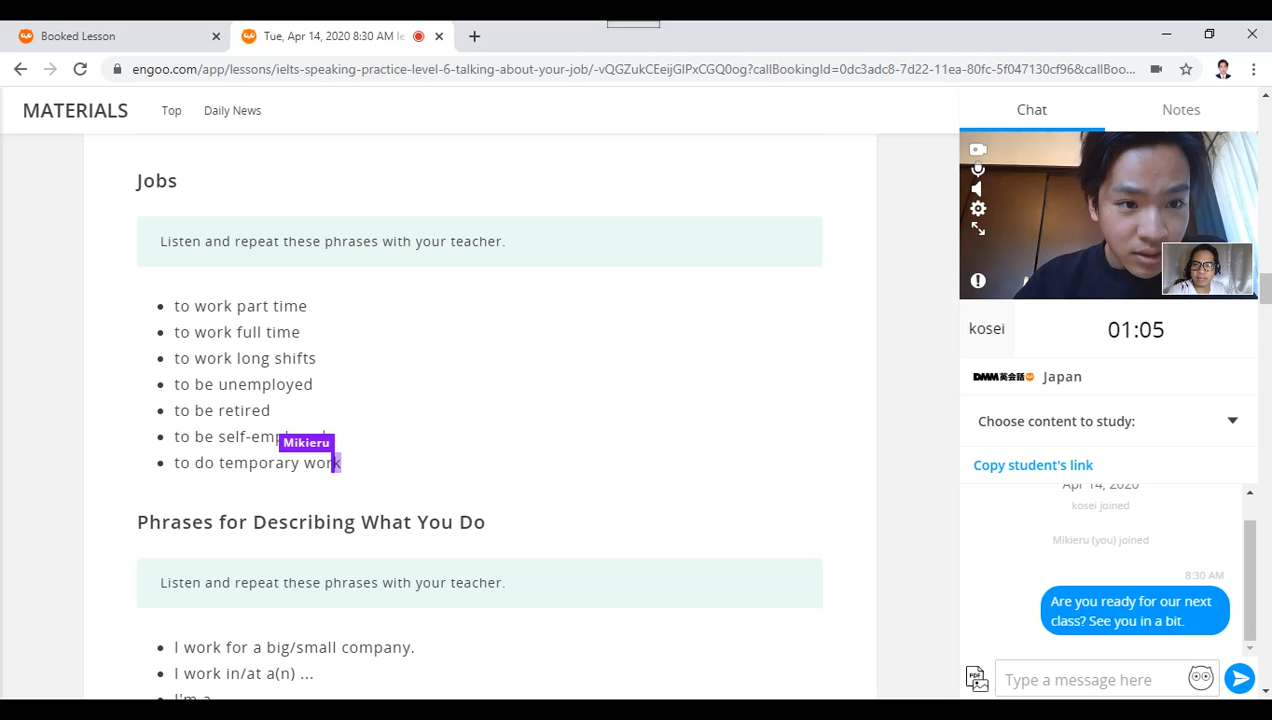 Booked Lesson
Tue, Apr 14, 2020 8:30 AM le
engoo.com/app/lessons/ielts-speaking-practice-level-6-talking-about-your-job/-vQGZukCEeijGIPxCGQ0og?callBookingId=0dc3adc8-7d22-11ea-80fc-5f047130cf96&callBoo...
MATERIALS
Top
Daily News
Jobs
Listen and repeat these phrases with your teacher.
to work part time
to work full time
to work long shifts
to be unemployed
to be retired
to be
Mikieru
to do temporary work
Phrases for Describing What You Do
Listen and repeat these phrases with your teacher.
I work for a big/small company.
I work in/at a(n) ...
I'm a
Chat
Notes
kosei
01:05
DMM英会話
Japan
Choose content to study:
Copy student's link
Apr 14, 2020
kosei joined
Mikieru (you) joined
8:30 AM
Are you ready for our next
class? See you in a bit.
PDF
Type a message here